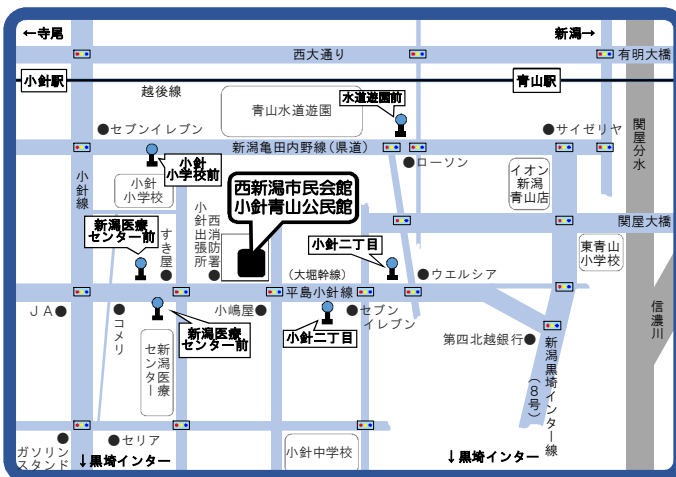 ←寺尾
新潟→
西大通り
有明大橋
小針駅
青山駅
越後線
水道遊園前
青山水道遊園
セブンイレブン
サイゼリヤ
関屋分水
新潟亀田内野線(県道)
小針
小学校前
ローソン
小針線
小針
小学校
イオン
新潟
青山店
西新潟市民会館
小針青山公民館
西消防署
小針出張所
新潟医療
センター前
すき屋
関屋大橋
小針二丁目
東青山
小学校
(大堀幹線)
ウエルシア
平島小針線
JA
コメリ
小嶋屋
セブン
イレブン
信濃川
新潟医療
センター前
小針二丁目
新潟医療
センター
第四北越銀行
新潟黒埼インター線
(8号)
セリア
ガソリン
スタンド
↓黒埼インター
小針中学校
↓黒埼インター